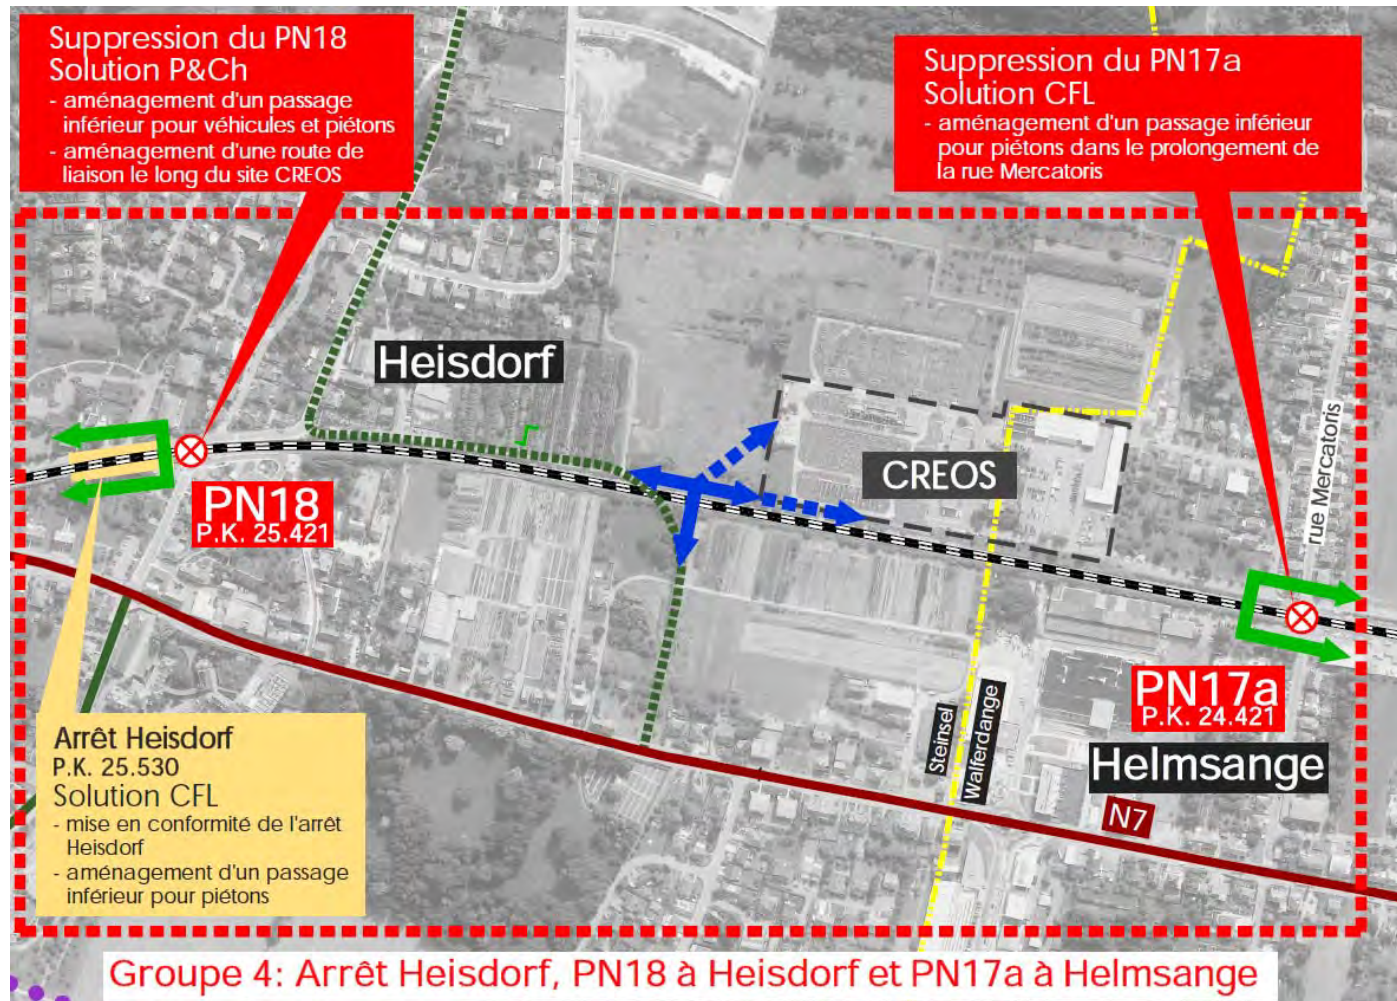 Suppression du PN18
Solution P&Ch
- aménagement d'un passage
inférieur pour véhicules et piétons
- aménagement d'une route de
liaison le long du site CREOS
Suppression du PN17a
Solution CFL
- aménagement d'un passage inférieur
pour piétons dans le prolongement de
la rue Mercatoris
Heisdorf
CREOS
rue Mercatoris
PN18
P.K. 25.421
PN17a
P.K. 24.421
Steinsel
Walferdange
Helmsange
N7
Arrêt Heisdorf
P.K. 25.530
Solution CFL
- mise en conformité de l'arrêt
Heisdorf
- aménagement d'un passage
inférieur pour piétons
Groupe 4: Arrêt Heisdorf, PN18 à Heisdorf et PN17a à Helmsange